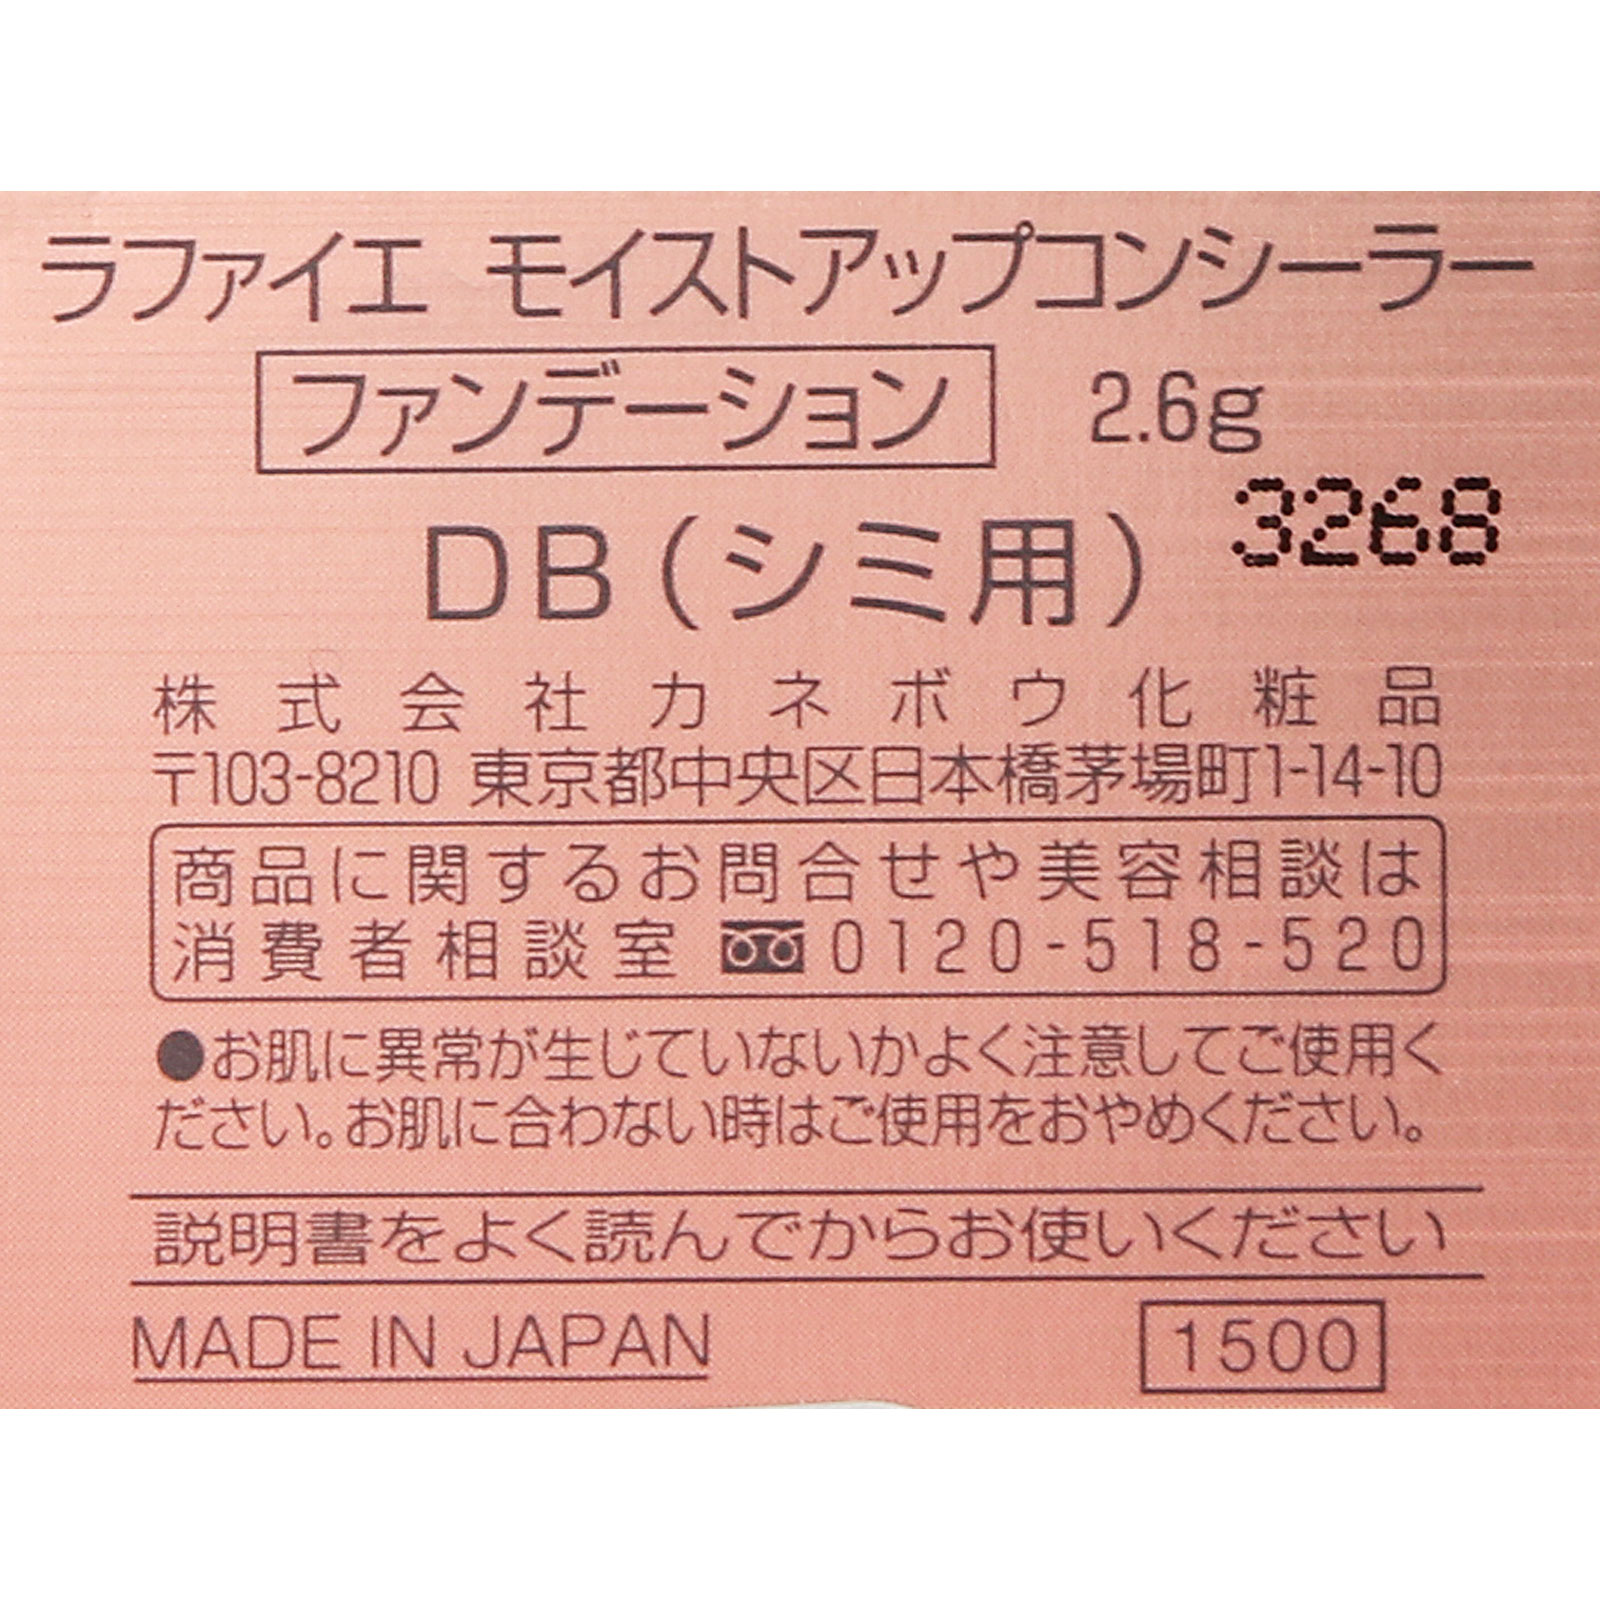 ラファイエ モイストアップコンシーラー
ファンデーション 2.6g
3268
DB(シミ用)
株式会社カネボウ化粧品
〒103-8210 東京都中央区日本橋茅場町1-14-10
商品に関するお問合せや美容相談は
消費者相談室 0120-518-520
●お肌に異常が生じていないかよく注意してご使用く
ださい。お肌に合わない時はご使用をおやめください。
説明書をよく読んでからお使いください
MADE IN JAPAN 1500